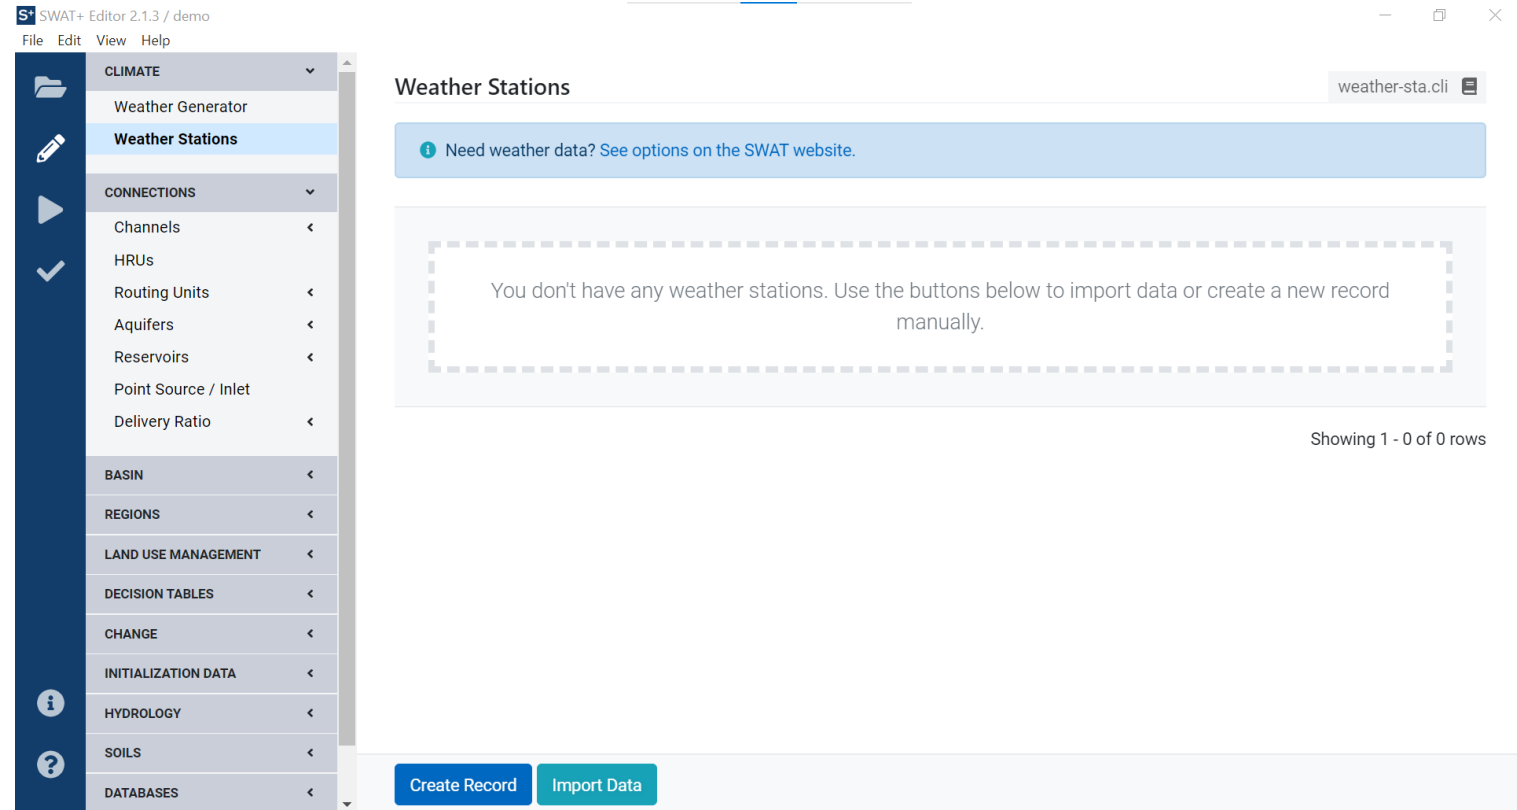 S+ SWAT+ Editor 2.1.3 / demo
File Edit View Help
CLIMATE
Weather Generator
Weather Stations
CONNECTIONS
Channels
HRUs
Routing Units
Aquifers
Reservoirs
Point Source / Inlet
Delivery Ratio
BASIN
REGIONS
LAND USE MANAGEMENT
DECISION TABLES
CHANGE
INITIALIZATION DATA
HYDROLOGY
SOILS
DATABASES
Weather Stations
weather-sta.cli
Need weather data? See options on the SWAT website.
You don't have any weather stations. Use the buttons below to import data or create a new record
manually.
Showing 1 - 0 of 0 rows
Create Record Import Data